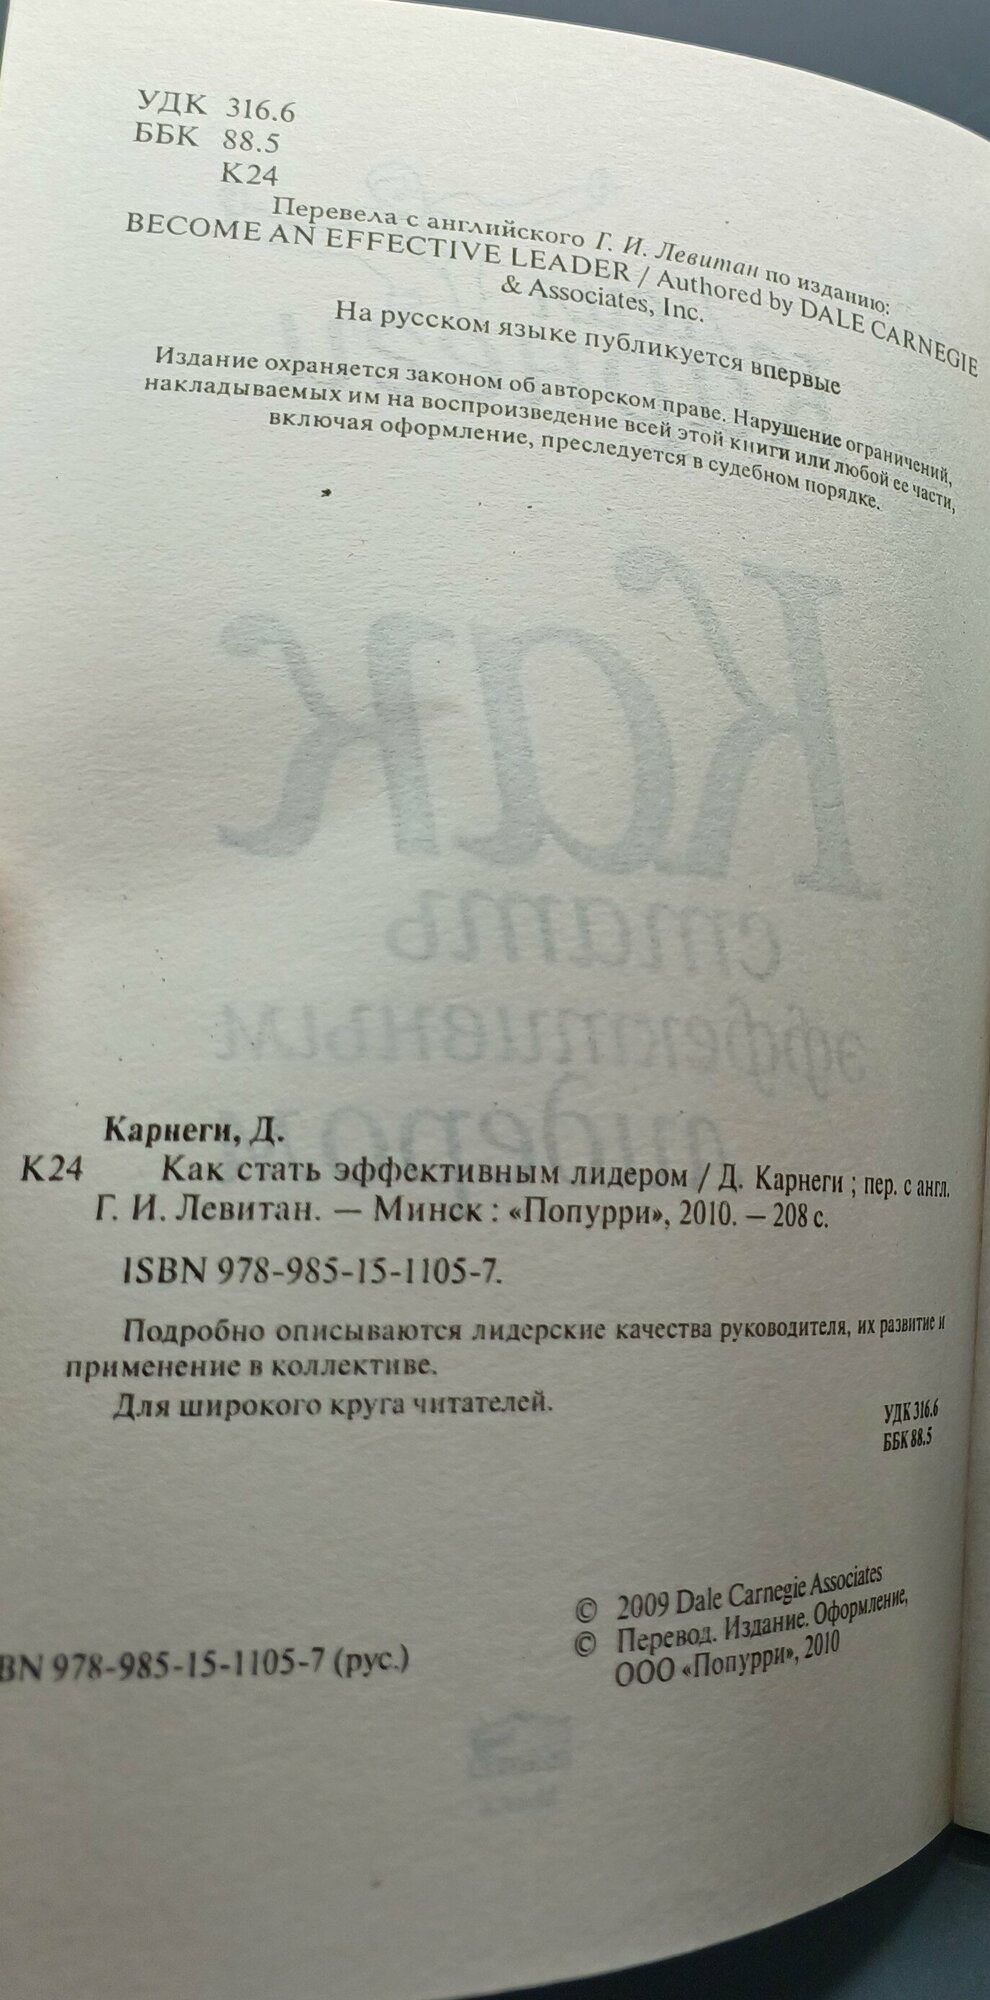 УДК 316.6
ББК 88.5
К24
Перевела с английского Г. И. Левитан по изданию:
BECOME AN EFFECTIVE LEADER / Authored by DALE CARNEGIE
& Associates, Inc.
На русском языке публикуется впервые
Издание охраняется законом об авторском праве. Нарушение ограничений,
накладываемых им на воспроизведение всей этой книги или любой ее части,
включая оформление, преследуется в судебном порядке.
Как
стать
эффективным
лидером
Карнеги, Д.
К24 Как стать эффективным лидером / Д. Карнеги ; пер. с англ.
Г. И. Левитан. — Минск : «Попурри», 2010. — 208 с.
ISBN 978-985-15-1105-7.
Подробно описываются лидерские качества руководителя, их развитие и
применение в коллективе.
Для широкого круга читателей.
УДК 316.6
ББК 88.5
© 2009 Dale Carnegie Associates
© Перевод. Издание. Оформление,
ООО «Попурри», 2010
BN 978-985-15-1105-7 (рус.)